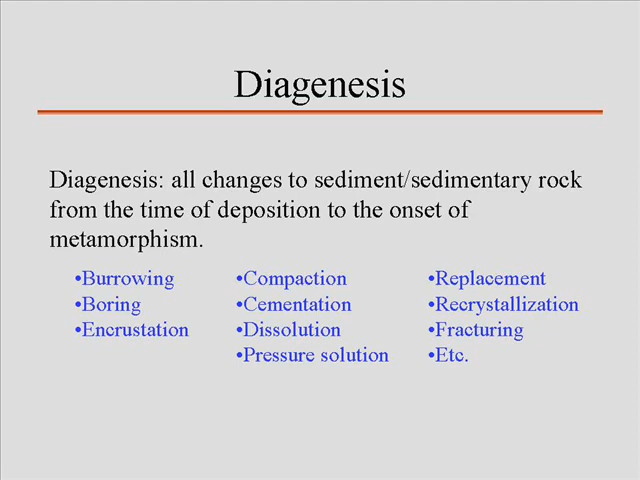 Diagenesis
Diagenesis: all changes to sediment/sedimentary rock
from the time of deposition to the onset of
metamorphism.
•Burrowing
•Boring
•Encrustation
•Compaction
•Cementation
•Dissolution
•Pressure solution
•Replacement
•Recrystallization
•Fracturing
•Etc.